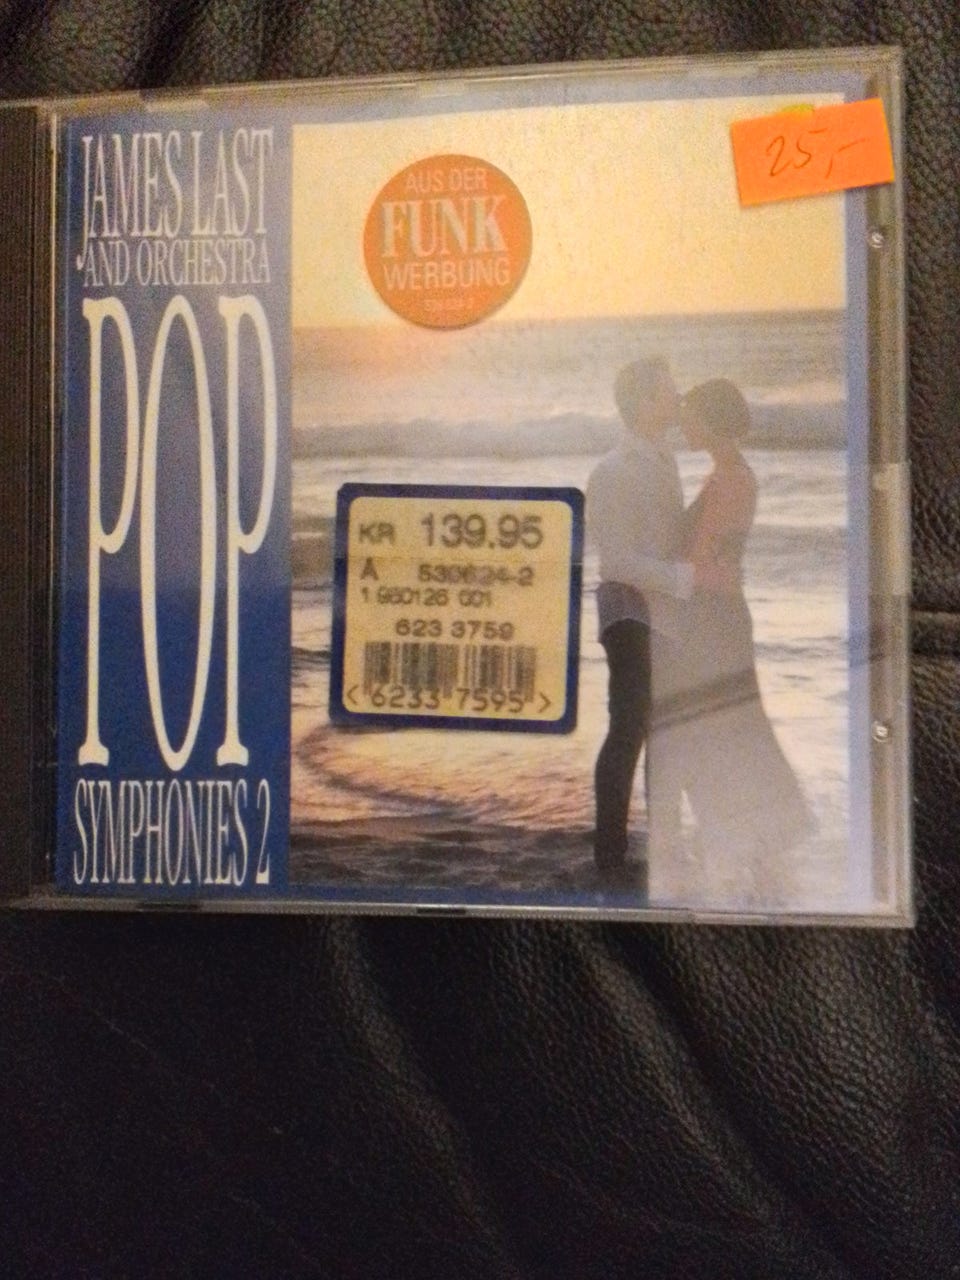 JAMES LAST
AND ORCHESTRA
POP
SYMPHONIES 2
AUS DER
FUNK
WERBUNG
25,-
KR 139.95
A 539624-2
1 980126 001
623 3759
< 6233 7595 >